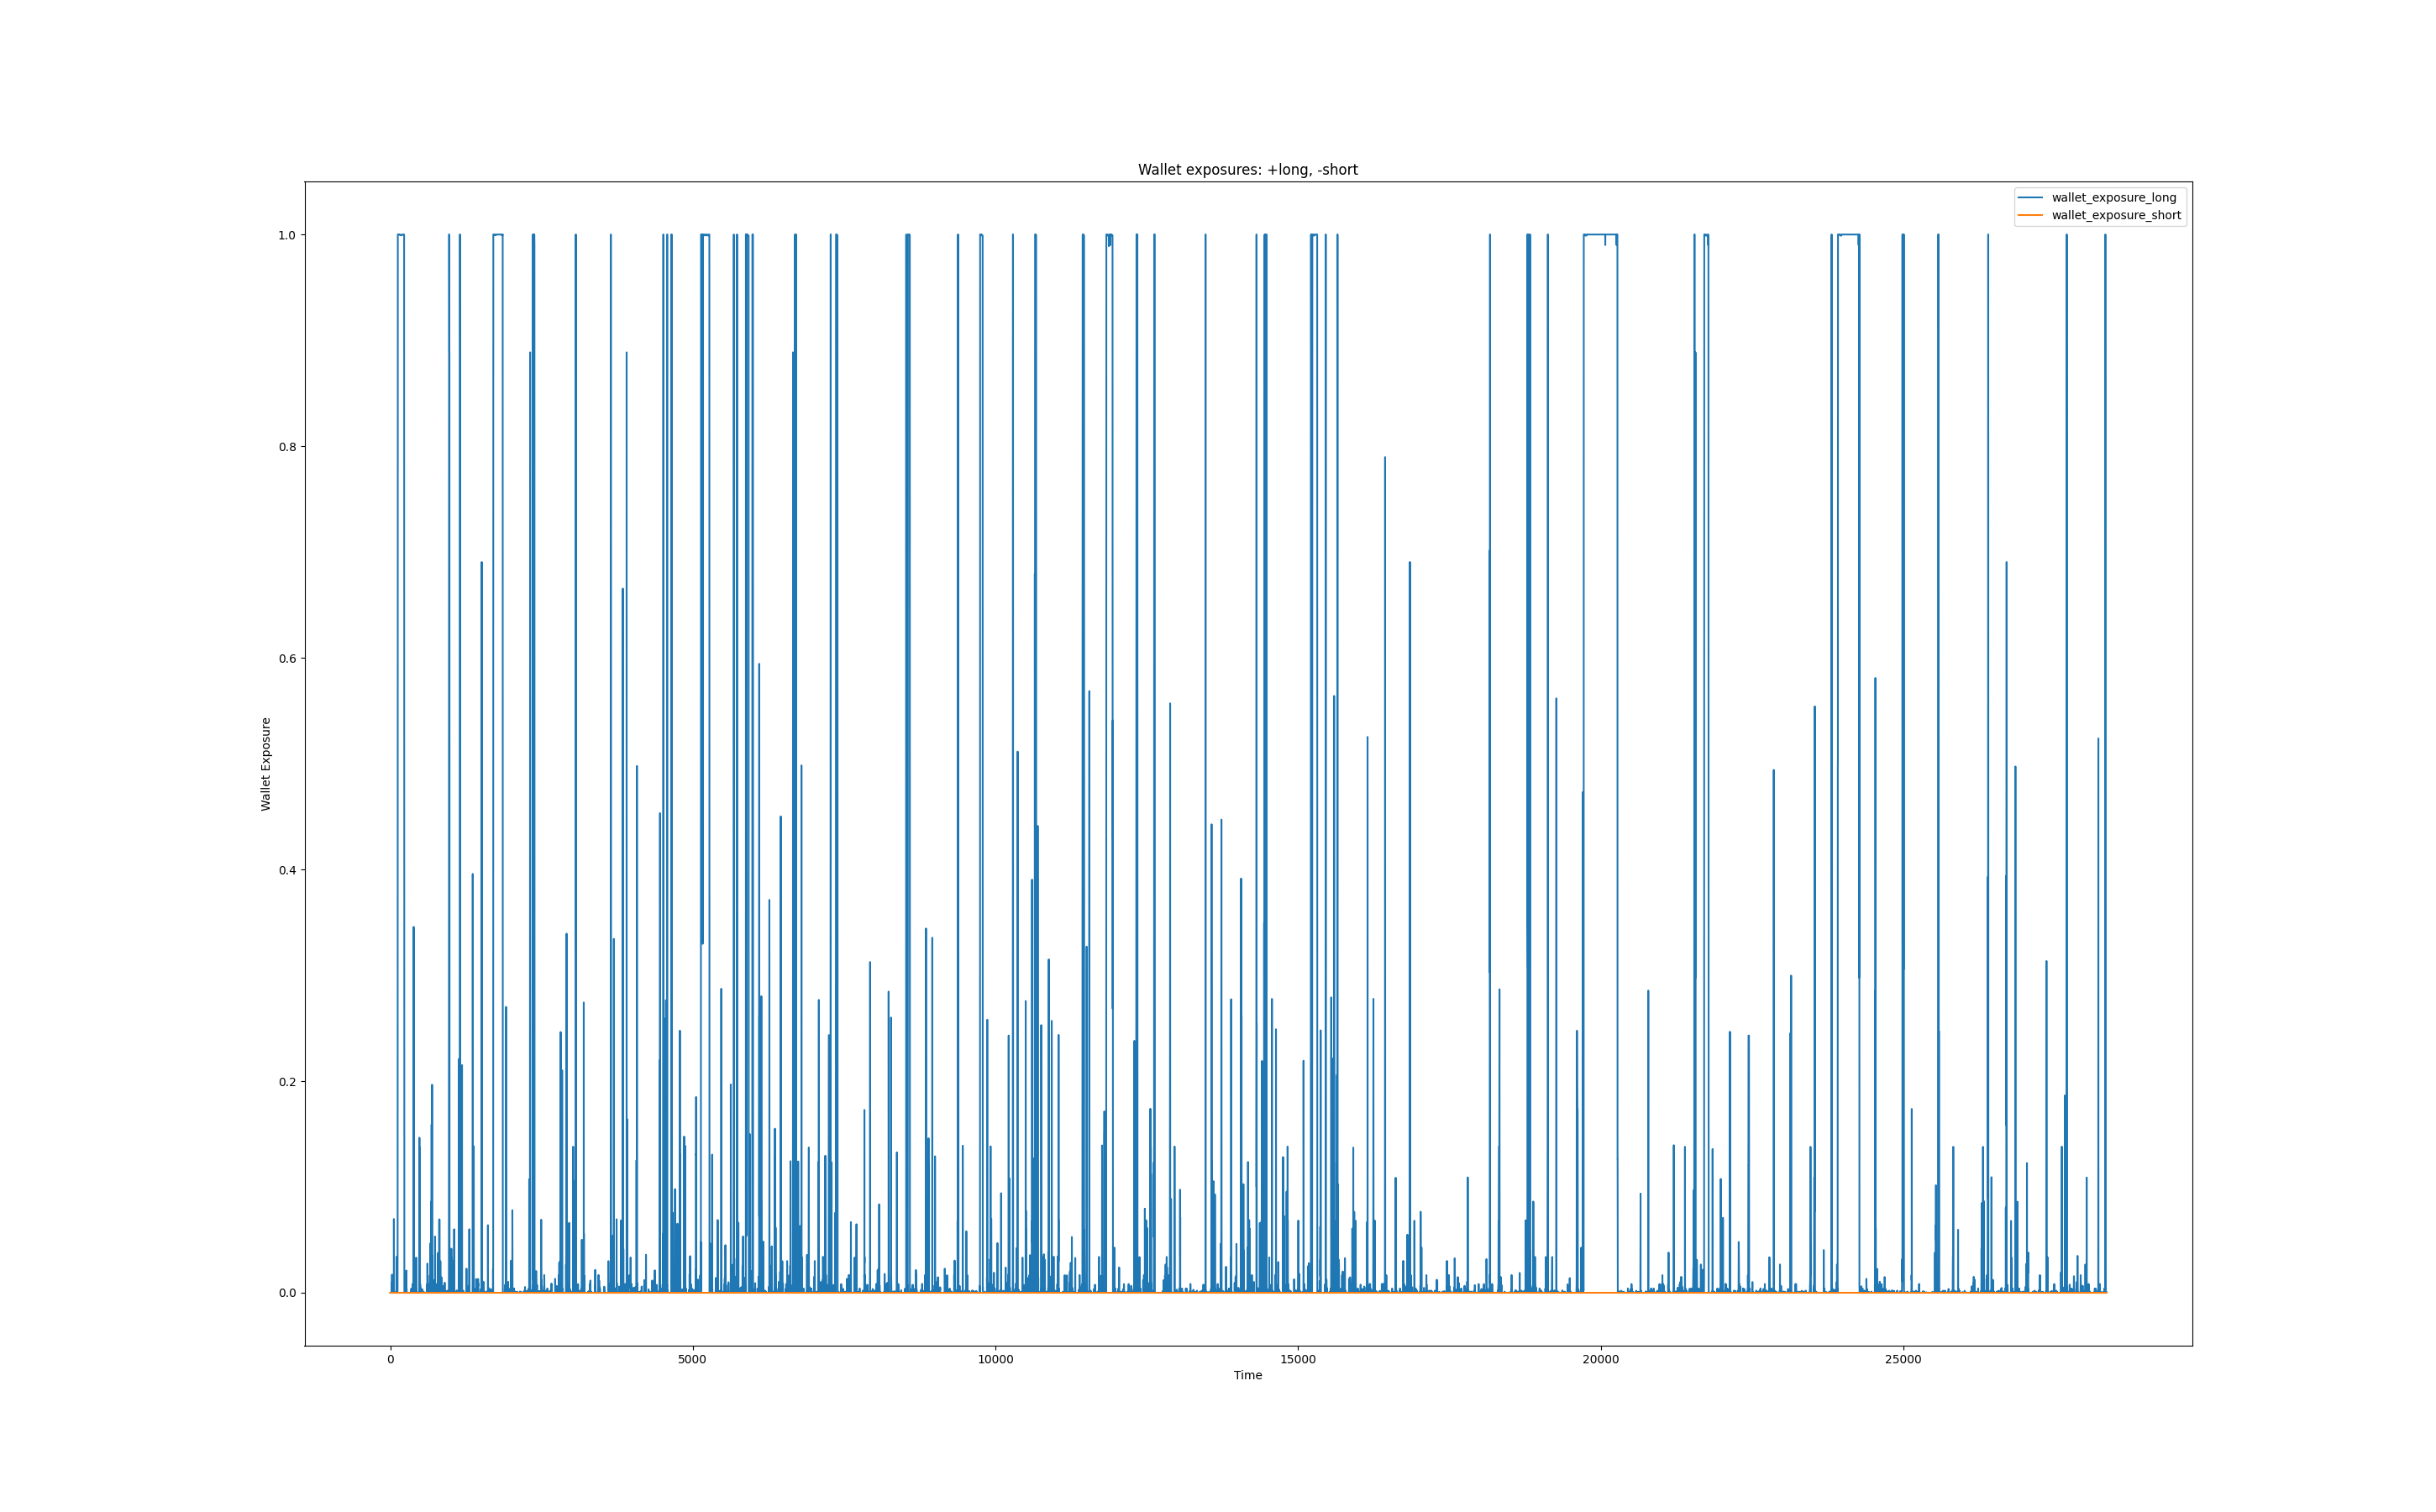 Wallet exposures: +long, -short
wallet_exposure_long
wallet_exposure_short
1.0
0.8
0.6
0.4
0.2
0.0
Wallet Exposure
0
5000
10000
15000
20000
25000
Time